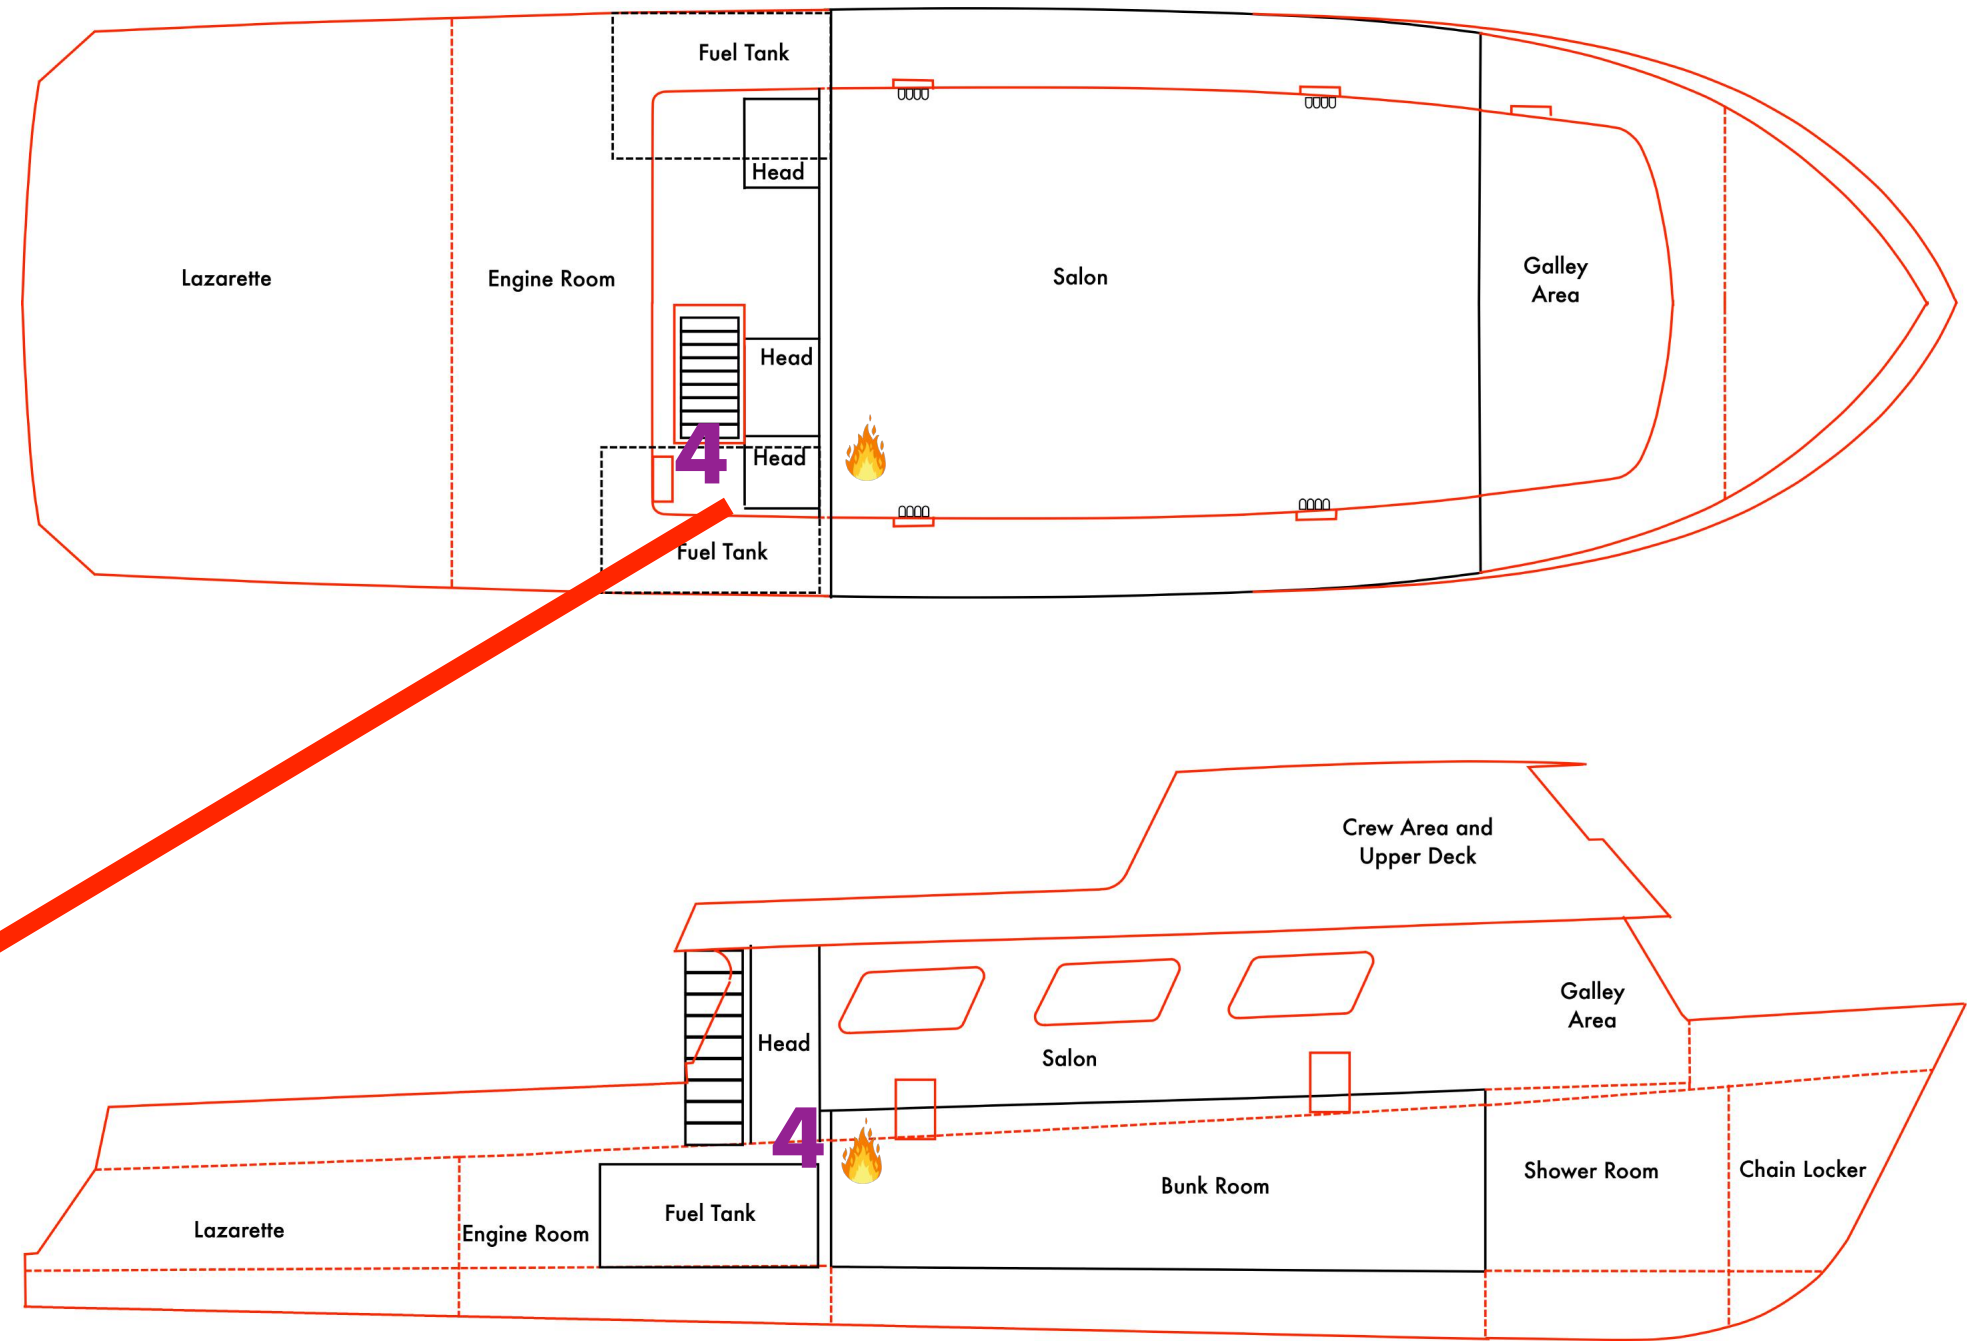 Fuel Tank
Head
Lazarette
Engine Room
Salon
Galley
Area
Head
4
Head
Fuel Tank
Crew Area and
Upper Deck
Galley
Area
Head
Salon
4
Fuel Tank
Bunk Room
Shower Room
Chain Locker
Lazarette
Engine Room